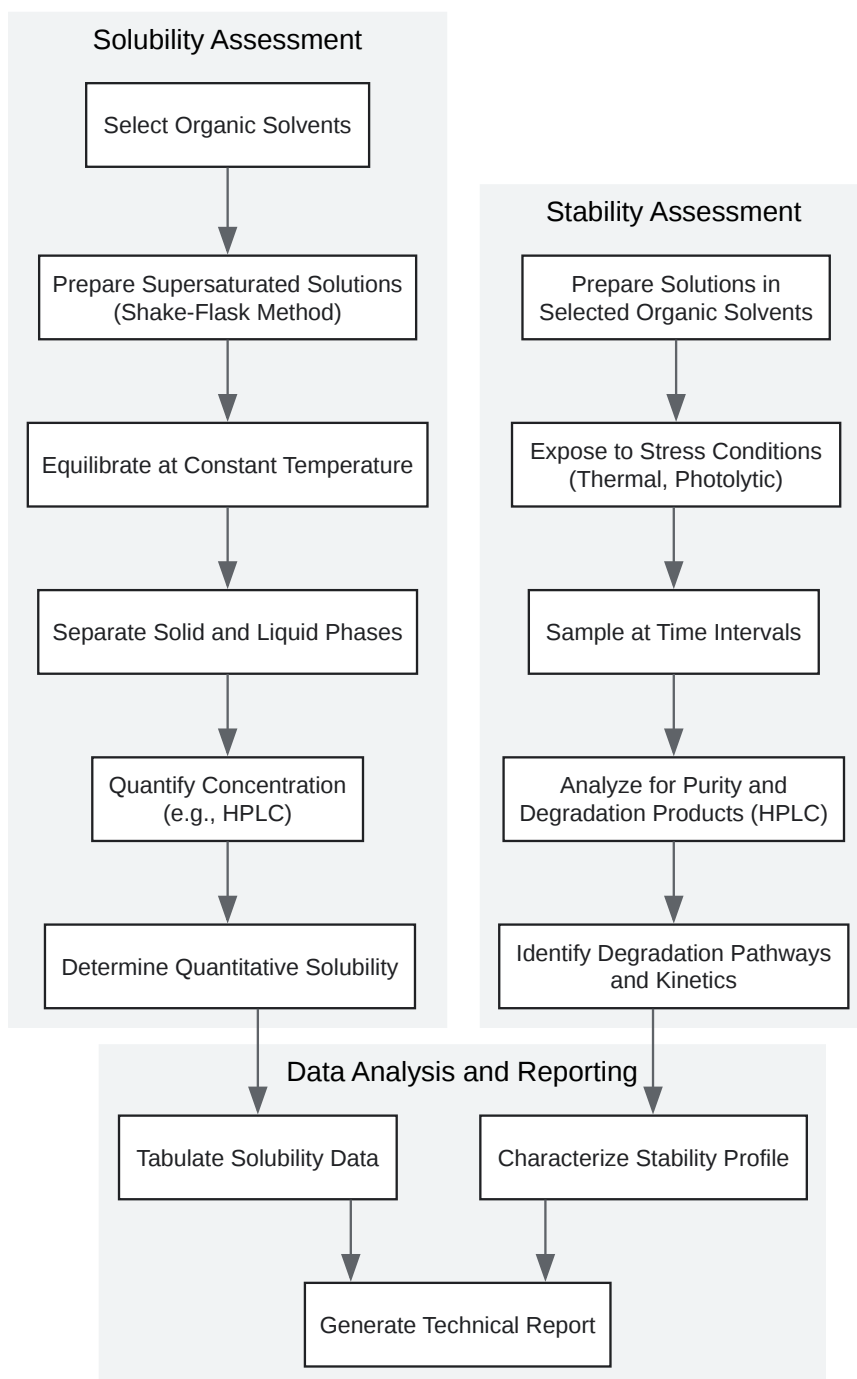 Solubility Assessment
Select Organic Solvents
Prepare Supersaturated Solutions
(Shake-Flask Method)
Equilibrate at Constant Temperature
Separate Solid and Liquid Phases
Quantify Concentration
(e.g., HPLC)
Determine Quantitative Solubility
Stability Assessment
Prepare Solutions in
Selected Organic Solvents
Expose to Stress Conditions
(Thermal, Photolytic)
Sample at Time Intervals
Analyze for Purity and
Degradation Products (HPLC)
Identify Degradation Pathways
and Kinetics
Data Analysis and Reporting
Tabulate Solubility Data
Characterize Stability Profile
Generate Technical Report